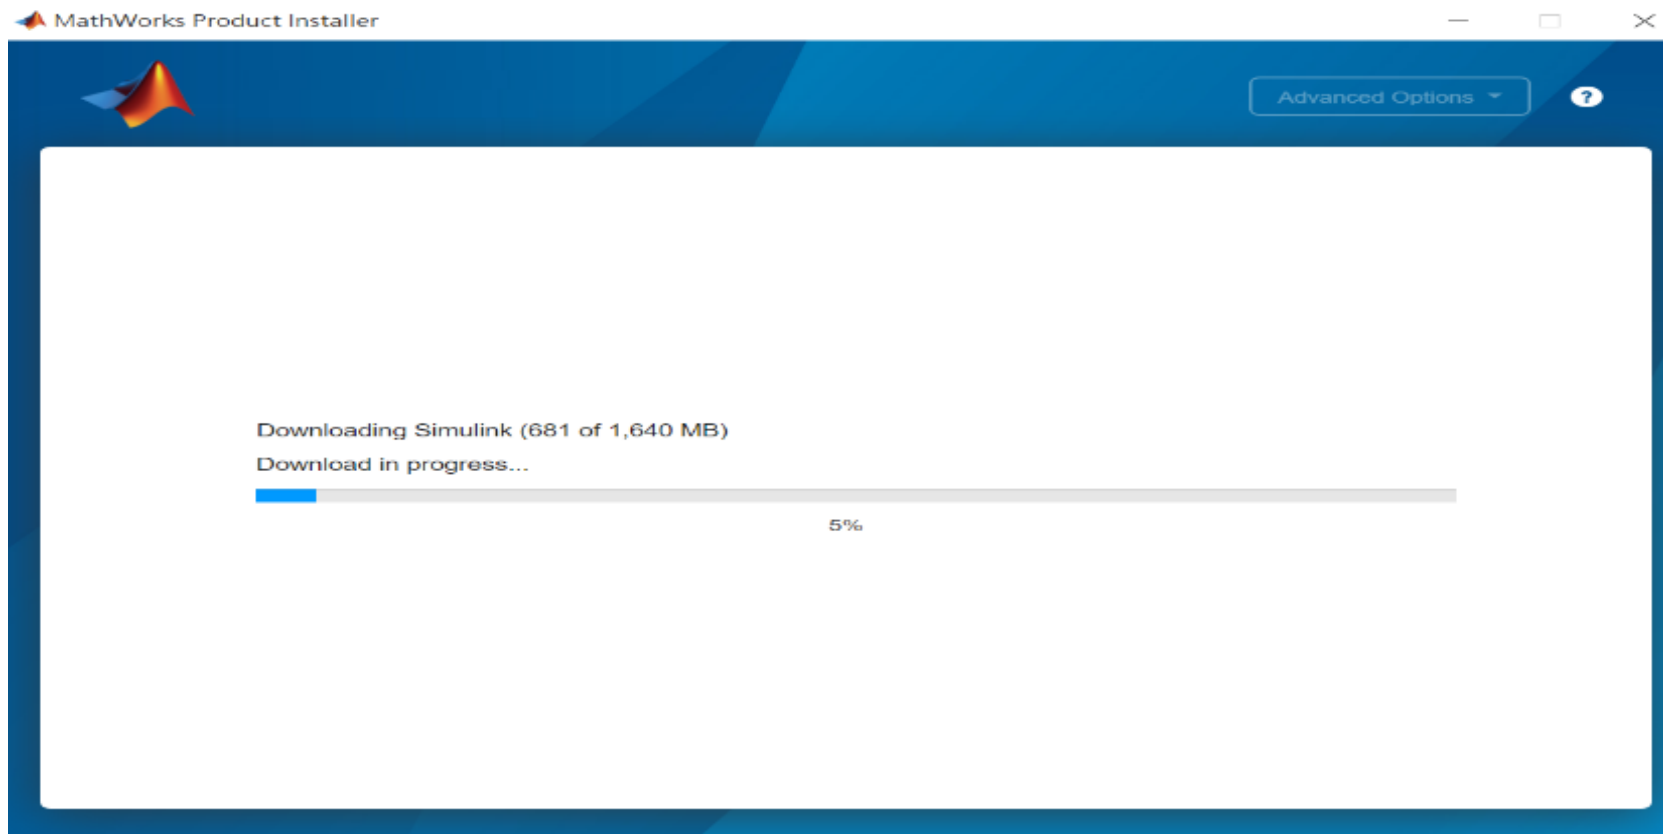 MathWorks Product Installer
Advanced Options
?
Downloading Simulink (681 of 1,640 MB)
Download in progress...
5%